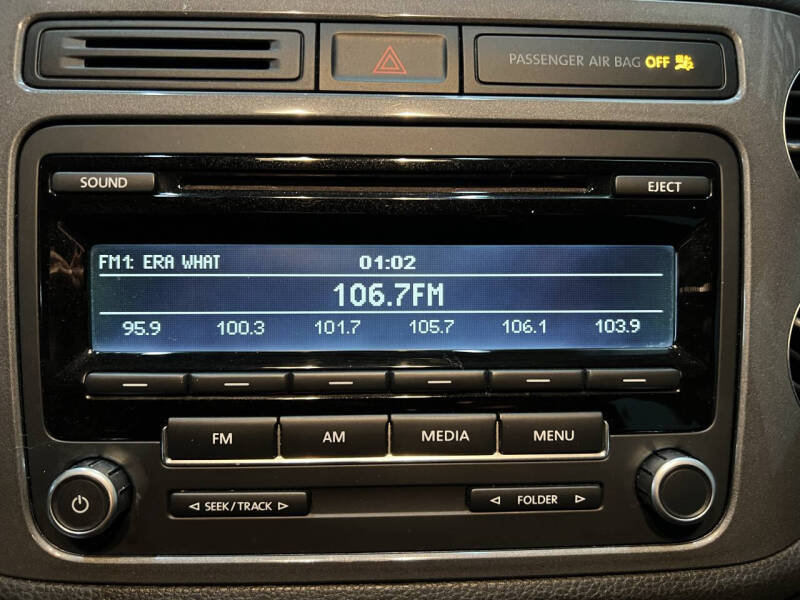 PASSENGER AIR BAG OFF
SOUND
EJECT
FM1: ERA WHAT 01:02
106.7FM
95.9 100.3 101.7 105.7 106.1 103.9
FM AM MEDIA MENU
◁ SEEK/TRACK ▷ ◁ FOLDER ▷